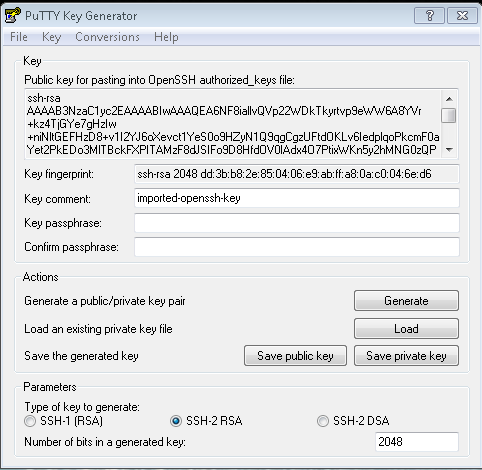 PuTTY Key Generator
File Key Conversions Help
Key
Public key for pasting into OpenSSH authorized_keys file:
ssh-rsa
AAAAB3NzaC1yc2EAAAABIwAAAQEA6NF8iallvQVp22WDkTkyrtvp9eWW6A8YVr
+kz4TjGYe7gHzIw
+niNltGEFHzD8+v1I2YJ6oXevct1YeS0o9HZyN1Q9qgCgzUFtdOKLv6IedplqoPkcmF0a
Yet2PkEDo3MlTBckFXPITAMzF8dJSIFo9D8HfdOV0IAdx4O7PtixWKn5y2hMNG0zQP
Key fingerprint:
ssh-rsa 2048 dd:3b:b8:2e:85:04:06:e9:ab:ff:a8:0a:c0:04:6e:d6
Key comment:
imported-openssh-key
Key passphrase:
Confirm passphrase:
Actions
Generate a public/private key pair
Generate
Load an existing private key file
Load
Save the generated key
Save public key
Save private key
Parameters
Type of key to generate:
SSH-1 (RSA)
SSH-2 RSA
SSH-2 DSA
Number of bits in a generated key:
2048